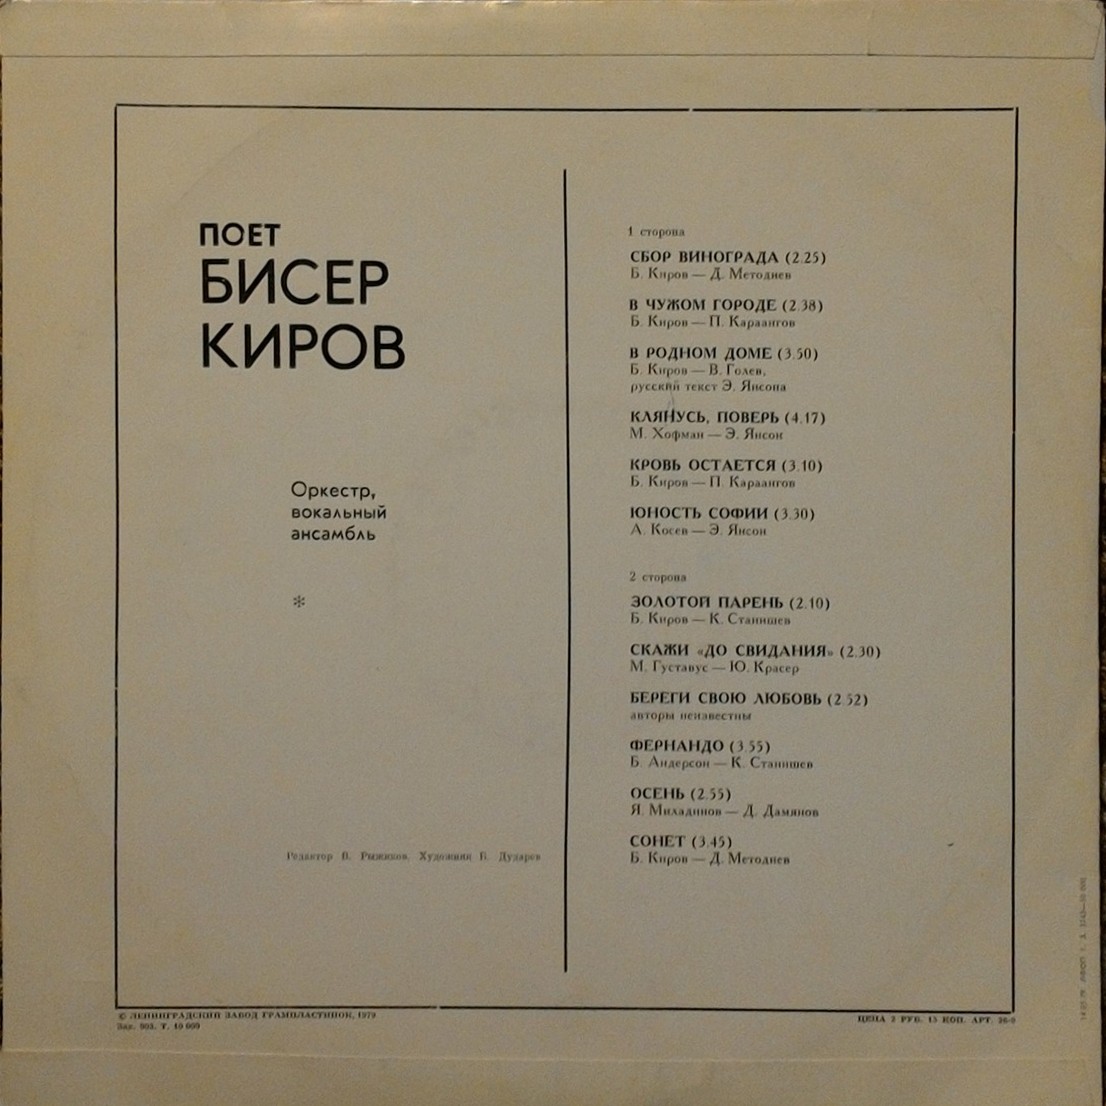 ПОЕТ
БИСЕР
КИРОВ
Оркестр,
вокальный
ансамбль
*
Редактор В. Рыжиков. Художник Б. Дударев
1 сторона
СБОР ВИНОГРАДА (2.25)
Б. Киров — Д. Методиев
В ЧУЖОМ ГОРОДЕ (2.38)
Б. Киров — П. Караангов
В РОДНОМ ДОМЕ (3.50)
Б. Киров — В. Голев,
русский текст Э. Янсона
КЛЯНУСЬ, ПОВЕРЬ (4.17)
М. Хофман — Э. Янсон
КРОВЬ ОСТАЕТСЯ (3.10)
Б. Киров — П. Караангов
ЮНОСТЬ СОФИИ (3.30)
А. Косев — Э. Янсон
2 сторона
ЗОЛОТОЙ ПАРЕНЬ (2.10)
Б. Киров — К. Станишев
СКАЖИ «ДО СВИДАНИЯ» (2.30)
М. Густавус — Ю. Красер
БЕРЕГИ СВОЮ ЛЮБОВЬ (2.52)
авторы неизвестны
ФЕРНАНДО (3.55)
Б. Андерсон — К. Станишев
ОСЕНЬ (2.55)
Я. Миладинов — Д. Дамянов
СОНЕТ (3.45)
Б. Киров — Д. Методиев
© ЛЕНИНГРАДСКИЙ ЗАВОД ГРАМПЛАСТИНОК, 1979
Зак. 903. Т. 10 000
ЦЕНА 2 РУБ. 15 КОП. АРТ.